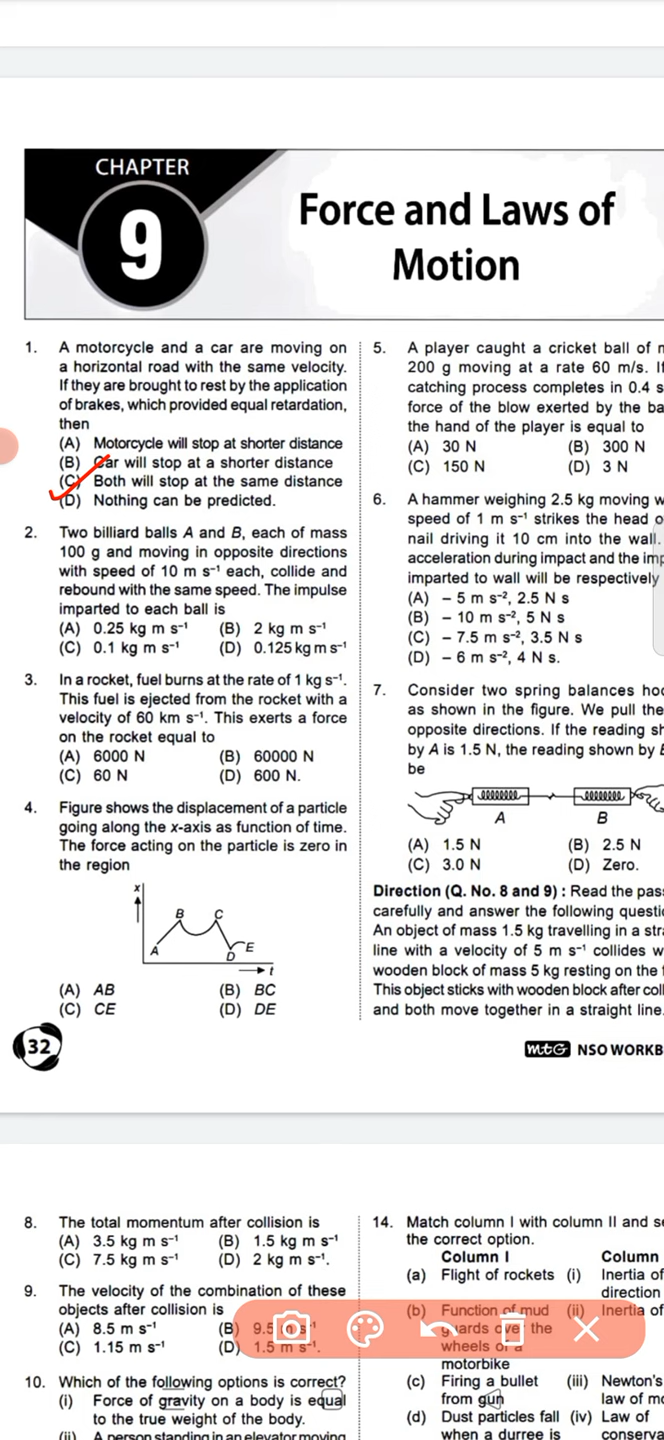 CHAPTER
9
Force and Laws of
Motion
1. A motorcycle and a car are moving on
a horizontal road with the same velocity.
If they are brought to rest by the application
of brakes, which provided equal retardation,
then
(A) Motorcycle will stop at shorter distance
(B) Car will stop at a shorter distance
(C) Both will stop at the same distance
(D) Nothing can be predicted.
2. Two billiard balls A and B, each of mass
100 g and moving in opposite directions
with speed of 10 m s⁻¹ each, collide and
rebound with the same speed. The impulse
imparted to each ball is
(A) 0.25 kg m s⁻¹ (B) 2 kg m s⁻¹
(C) 0.1 kg m s⁻¹ (D) 0.125 kg m s⁻¹
3. In a rocket, fuel burns at the rate of 1 kg s⁻¹.
This fuel is ejected from the rocket with a
velocity of 60 km s⁻¹. This exerts a force
on the rocket equal to
(A) 6000 N (B) 60000 N
(C) 60 N (D) 600 N.
4. Figure shows the displacement of a particle
going along the x-axis as function of time.
The force acting on the particle is zero in
the region
x
B C
A D E
t
(A) AB (B) BC
(C) CE (D) DE
32
5. A player caught a cricket ball of
200 g moving at a rate 60 m/s. If
catching process completes in 0.4 s
force of the blow exerted by the
the hand of the player is equal to
(A) 30 N (B) 300 N
(C) 150 N (D) 3 N
6. A hammer weighing 2.5 kg moving
speed of 1 m s⁻¹ strikes the head
nail driving it 10 cm into the wall.
acceleration during impact and the
imparted to wall will be respectively
(A) – 5 m s⁻², 2.5 N s
(B) – 10 m s⁻², 5 N s
(C) – 7.5 m s⁻², 3.5 N s
(D) – 6 m s⁻², 4 N s.
7. Consider two spring balances
as shown in the figure. We pull the
opposite directions. If the reading
by A is 1.5 N, the reading shown by
be
A B
(A) 1.5 N (B) 2.5 N
(C) 3.0 N (D) Zero.
Direction (Q. No. 8 and 9) : Read the
carefully and answer the following
An object of mass 1.5 kg travelling in a
line with a velocity of 5 m s⁻¹ collides
wooden block of mass 5 kg resting on the
This object sticks with wooden block after
and both move together in a straight line.
mtG NSO
8. The total momentum after collision is
(A) 3.5 kg m s⁻¹ (B) 1.5 kg m s⁻¹
(C) 7.5 kg m s⁻¹ (D) 2 kg m s⁻¹.
9. The velocity of the combination of these
objects after collision is
(A) 8.5 m s⁻¹ (B) 9.5 m s⁻¹
(C) 1.15 m s⁻¹ (D) 1.5 m s⁻¹.
10. Which of the following options is correct?
(i) Force of gravity on a body is equal
to the true weight of the body.
(ii) A person standing in an elevator moving
14. Match column I with column II and
the correct option.
Column I Column
(a) Flight of rockets (i) Inertia of
direction
(b) Function of mud (ii) Inertia of
guards over the
wheels of a
motorbike
(c) Firing a bullet (iii) Newton's
from gun law of
(d) Dust particles fall (iv) Law of
when a durree is